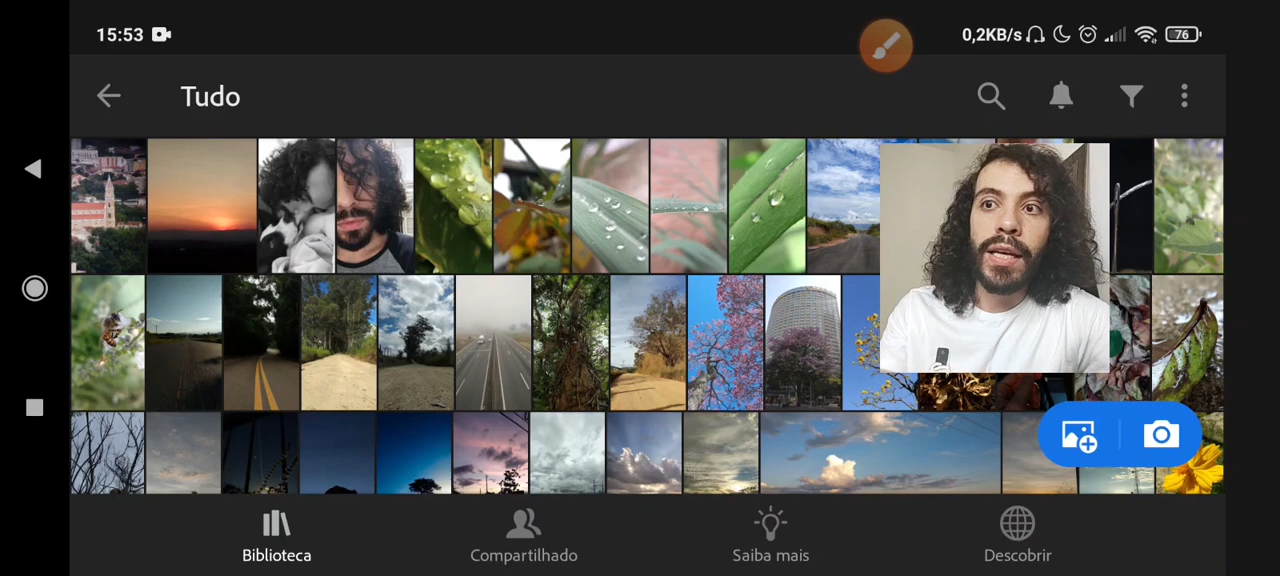 15:53
0,2KB/s
76
Tudo
Biblioteca
Compartilhado
Saiba mais
Descobrir